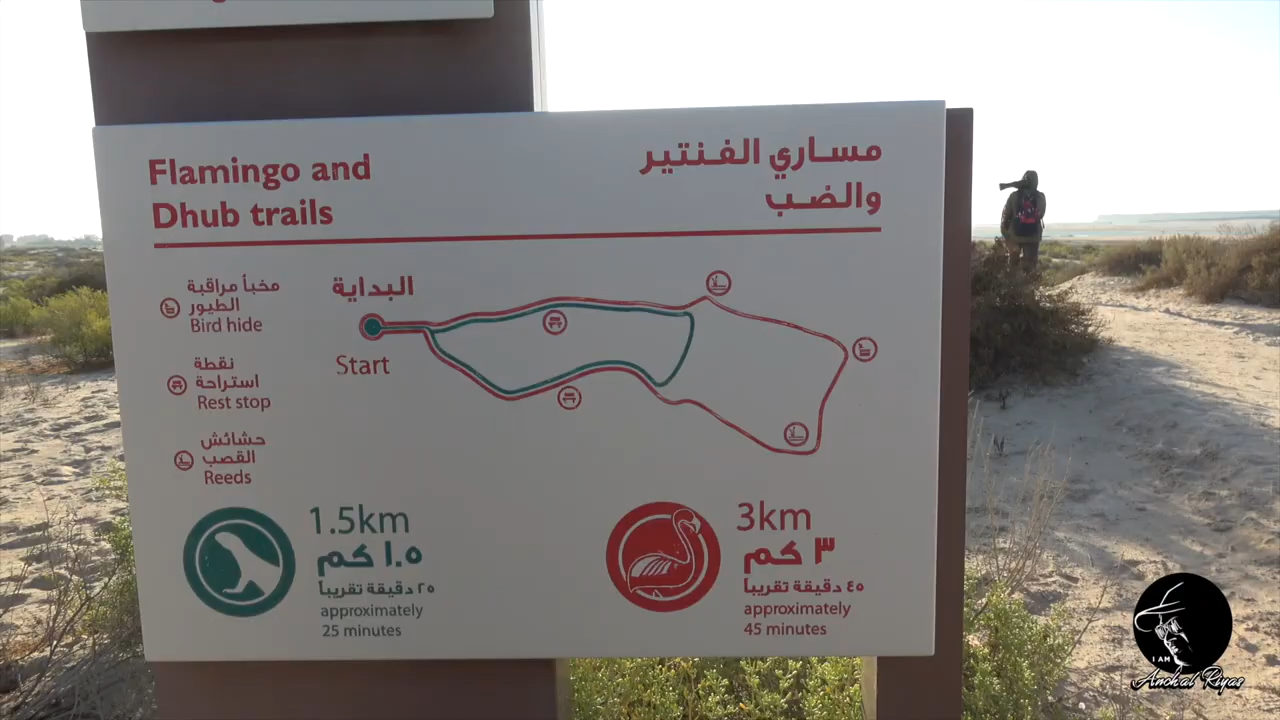 Flamingo and
Dhub trails
مساري الفنتير
والضب
مخبأ مراقبة
الطيور
Bird hide
نقطة
استراحة
Rest stop
حشائش
القصب
Reeds
البداية
Start
1.5km
١.٥ كم
٢٥ دقيقة تقريباً
approximately
25 minutes
3km
٣ كم
٤٥ دقيقة تقريباً
approximately
45 minutes
I AM